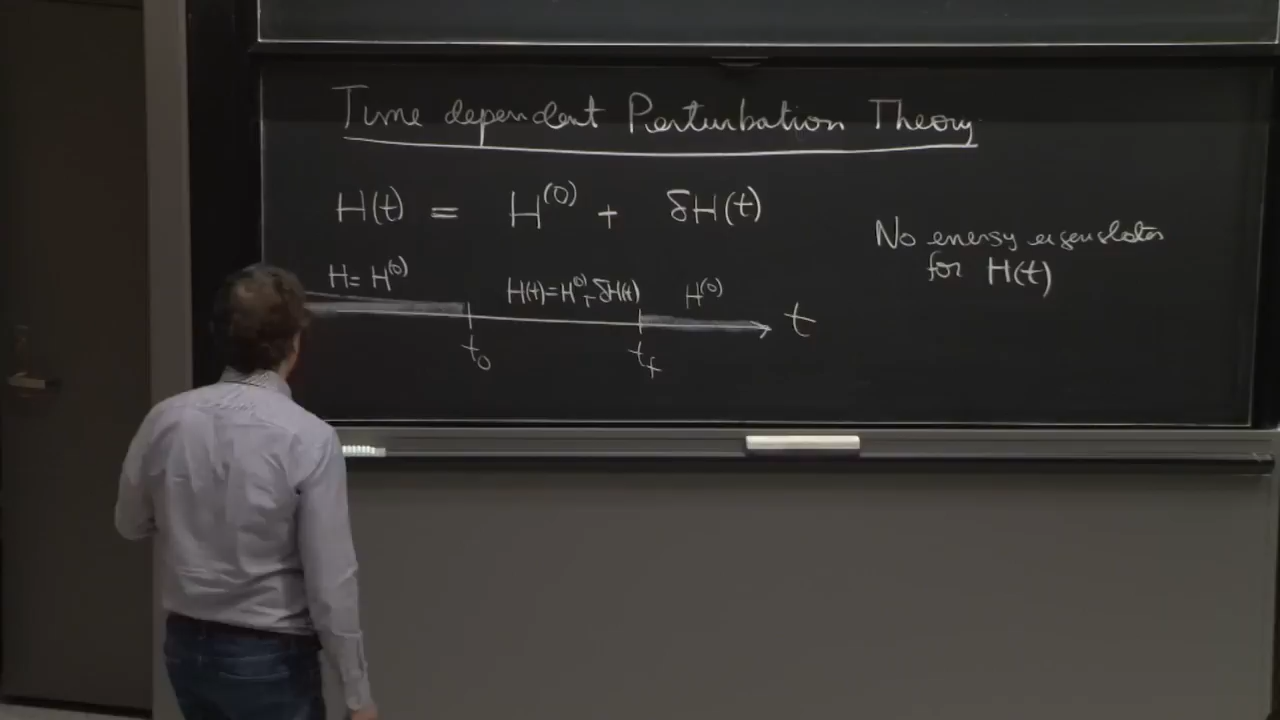 Time dependent Perturbation Theory
H(t) = H^(0) + δH(t)
No energy eigenstates
for H(t)
H = H^(0)
H(t) = H^(0) + δH(t)
H^(0)
t
t_0
t_f